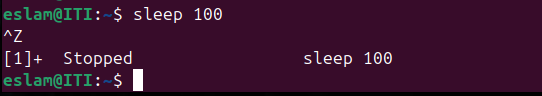 eslam@ITI:~$ sleep 100
^Z
[1]+  Stopped                 sleep 100
eslam@ITI:~$